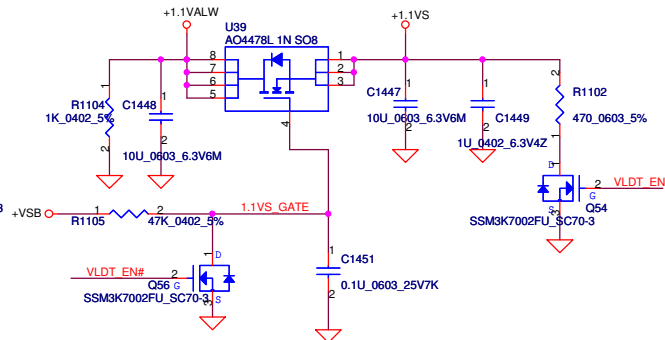 +1.1VALW
+1.1VS
U39
AO4478L 1N SO8
8
7
6
5
1
2
3
4
1
R1104
1K_0402_5%
2
1
C1448
2
10U_0603_6.3V6M
1
C1447
10U_0603_6.3V6M
2
1
C1449
1U_0402_6.3V4Z
2
2
R1102
470_0603_5%
1
1
D
2
G
VLDT_EN
S
3
Q54
SSM3K7002FU_SC70-3
+VSB
1
2
R1105
47K_0402_5%
1.1VS_GATE
1
D
VLDT_EN#
2
G
Q56
S
3
SSM3K7002FU_SC70-3
1
C1451
0.1U_0603_25V7K
2